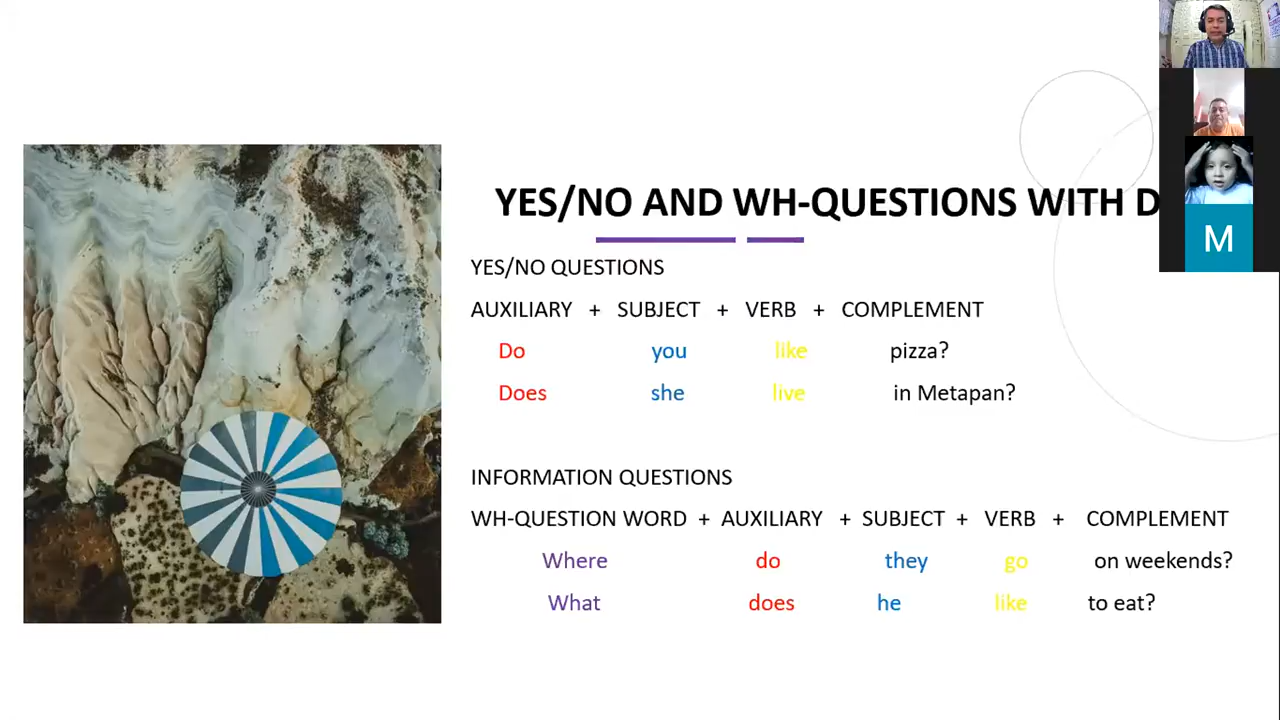 YES/NO AND WH-QUESTIONS WITH D
YES/NO QUESTIONS
AUXILIARY + SUBJECT + VERB + COMPLEMENT
Do you like pizza?
Does she live in Metapan?
INFORMATION QUESTIONS
WH-QUESTION WORD + AUXILIARY + SUBJECT + VERB + COMPLEMENT
Where do they go on weekends?
What does he like to eat?
M